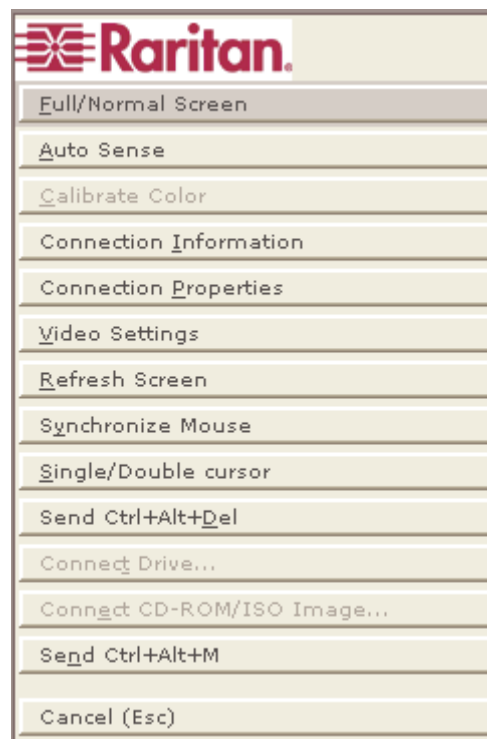 Raritan.
Full/Normal Screen
Auto Sense
Calibrate Color
Connection Information
Connection Properties
Video Settings
Refresh Screen
Synchronize Mouse
Single/Double cursor
Send Ctrl+Alt+Del
Connect Drive...
Connect CD-ROM/ISO Image...
Send Ctrl+Alt+M
Cancel (Esc)